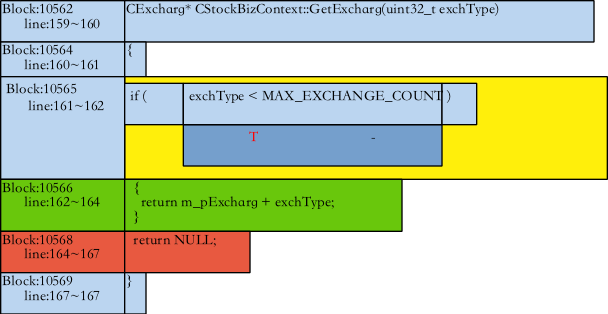 Block:10562 CExcharg* CStockBizContext::GetExcharg(uint32_t exchType)
line:159~160
Block:10564 {
line:160~161
Block:10565
if ( exchType < MAX_EXCHANGE_COUNT )
line:161~162
T -
Block:10566 {
line:162~164 return m_pExcharg + exchType;
}
Block:10568 return NULL;
line:164~167
Block:10569 }
line:167~167